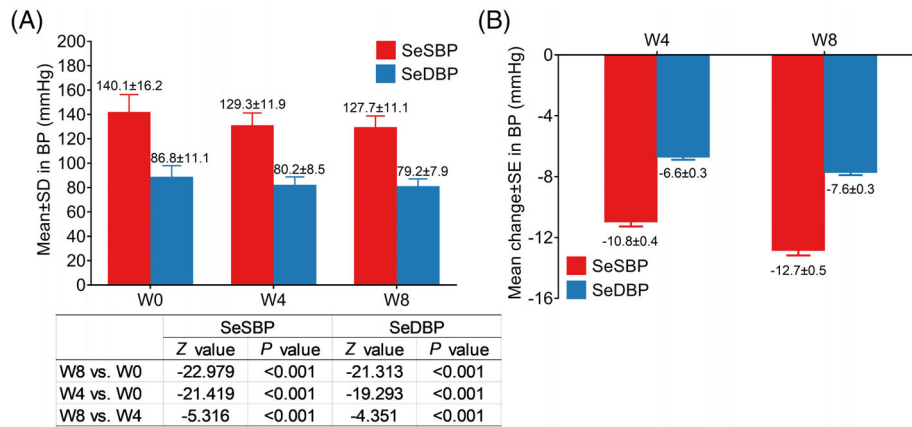 (A)
Mean±SD in BP (mmHg)
200
180
160
140
120
100
80
60
40
20
0
SeSBP
SeDBP
140.1±16.2
86.8±11.1
129.3±11.9
80.2±8.5
127.7±11.1
79.2±7.9
W0 W4 W8
SeSBP SeDBP
Z value P value Z value P value
W8 vs. W0 -22.979 <0.001 -21.313 <0.001
W4 vs. W0 -21.419 <0.001 -19.293 <0.001
W8 vs. W4 -5.316 <0.001 -4.351 <0.001
(B)
W4 W8
Mean change±SE in BP (mmHg)
0
-4
-8
-12
-16
-6.6±0.3
-10.8±0.4
-7.6±0.3
-12.7±0.5
SeSBP
SeDBP